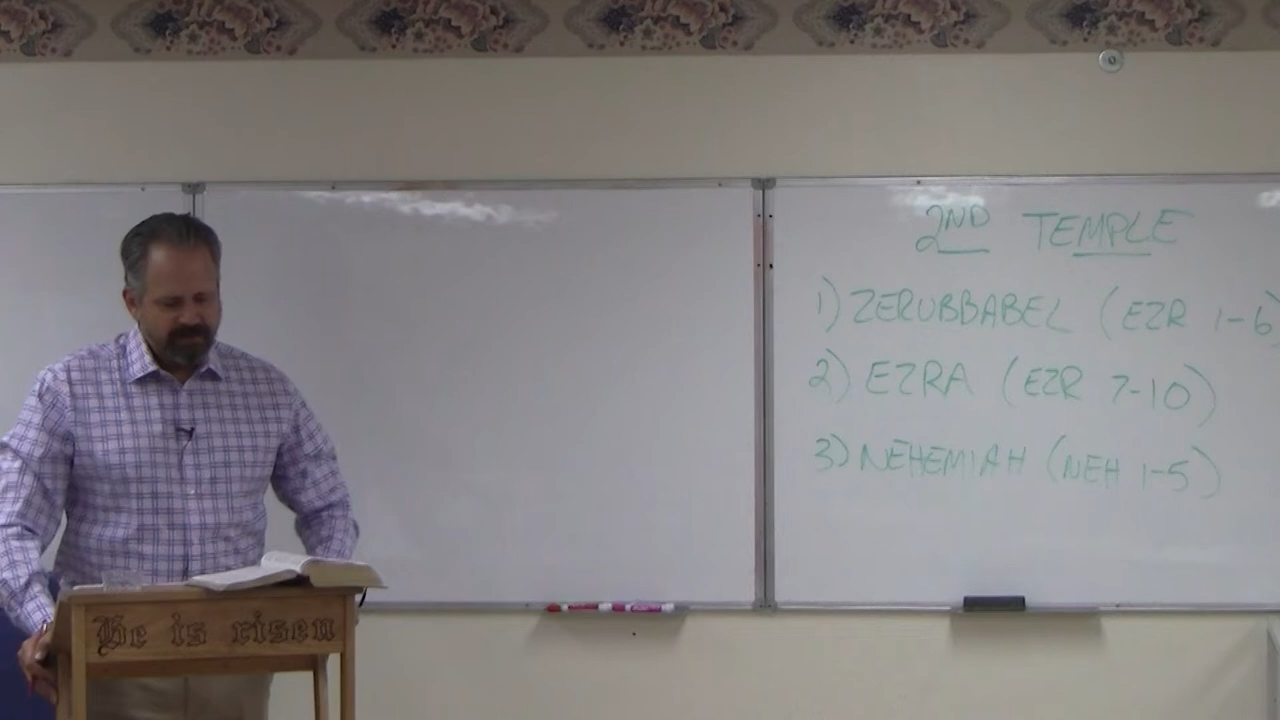 2ND TEMPLE
1) ZERUBBABEL (EZR 1-6)
2) EZRA (EZR 7-10)
3) NEHEMIAH (NEH 1-5)
He is risen